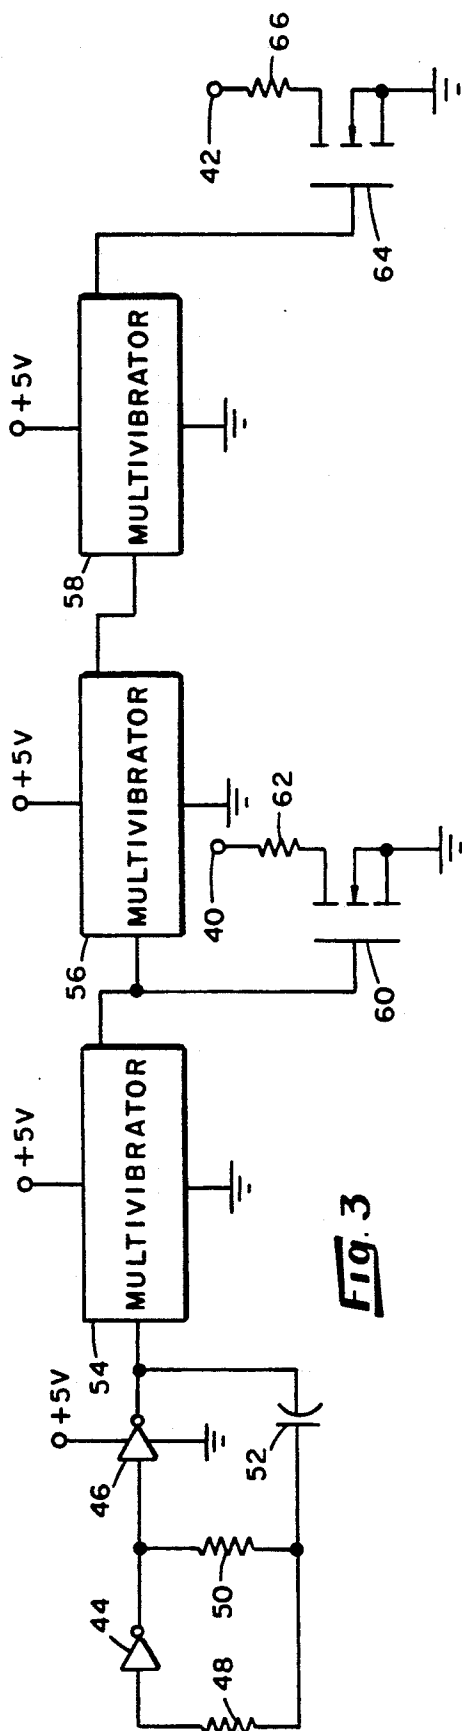 44
48
50
46
+5V
52
54
+5V
MULTIVIBRATOR
56
+5V
MULTIVIBRATOR
40
62
60
58
+5V
MULTIVIBRATOR
42
66
64
Fig. 3